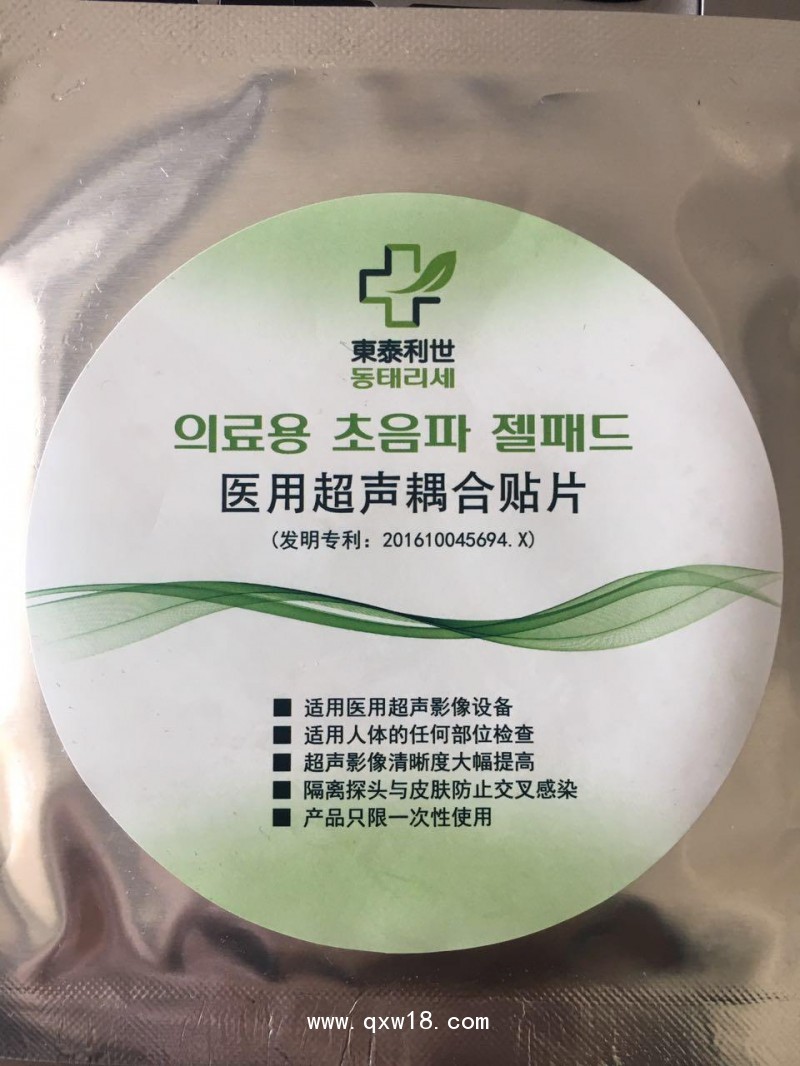 東泰利世
동태리세
의료용 초음파 젤패드
医用超声耦合贴片
(发明专利：201610045694.X)
■ 适用医用超声影像设备
■ 适用人体的任何部位检查
■ 超声影像清晰度大幅提高
■ 隔离探头与皮肤防止交叉感染
■ 产品只限一次性使用
www.qxw18.com